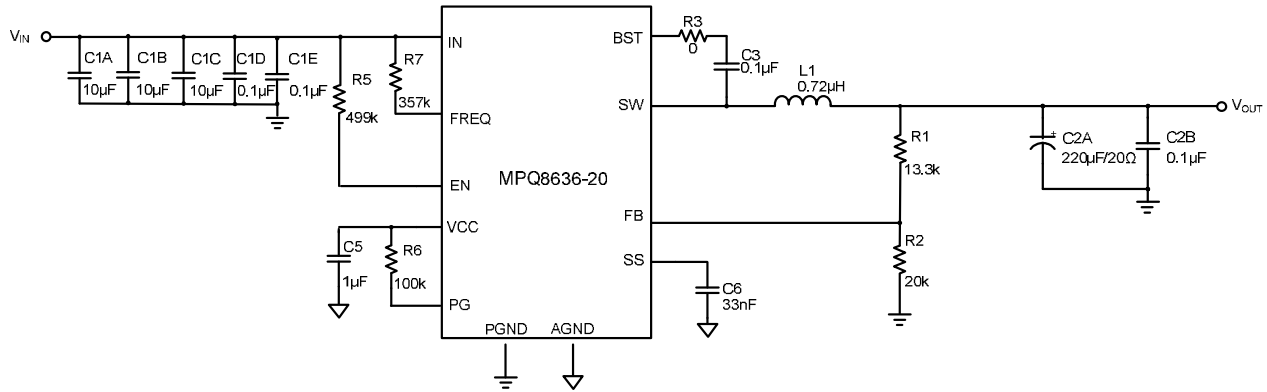 VIN
C1A
10µF
C1B
10µF
C1C
10µF
C1D
0.1µF
C1E
0.1µF
R5
499k
R7
357k
IN
FREQ
EN
VCC
PG
C5
1µF
R6
100k
MPQ8636-20
PGND
AGND
BST
SW
FB
SS
R3
0
C3
0.1µF
L1
0.72µH
R1
13.3k
R2
20k
C6
33nF
+
C2A
220µF/20Ω
C2B
0.1µF
VOUT